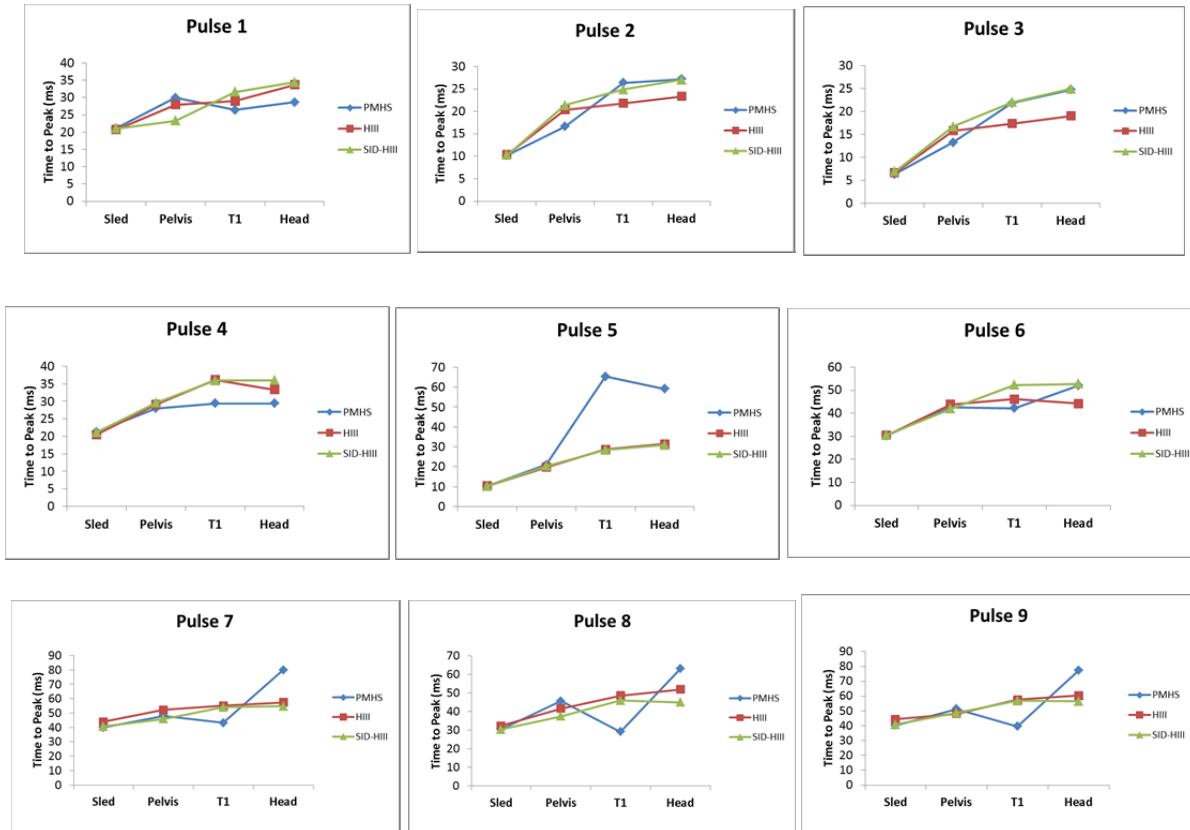 Pulse 1
Time to Peak (ms)
40
35
30
25
20
15
10
5
0
Sled Pelvis T1 Head
PMHS
HIII
SID-HIII
Pulse 2
Time to Peak (ms)
30
25
20
15
10
5
0
Sled Pelvis T1 Head
PMHS
HIII
SID-HIII
Pulse 3
Time to Peak (ms)
30
25
20
15
10
5
0
Sled Pelvis T1 Head
PMHS
HIII
SID-HIII
Pulse 4
Time to Peak (ms)
40
35
30
25
20
15
10
5
0
Sled Pelvis T1 Head
PMHS
HIII
SID-HIII
Pulse 5
Time to Peak (ms)
70
60
50
40
30
20
10
0
Sled Pelvis T1 Head
PMHS
HIII
SID-HIII
Pulse 6
Time to Peak (ms)
60
50
40
30
20
10
0
Sled Pelvis T1 Head
PMHS
HIII
SID-HIII
Pulse 7
Time to Peak (ms)
90
80
70
60
50
40
30
20
10
0
Sled Pelvis T1 Head
PMHS
HIII
SID-HIII
Pulse 8
Time to Peak (ms)
70
60
50
40
30
20
10
0
Sled Pelvis T1 Head
PMHS
HIII
SID-HIII
Pulse 9
Time to Peak (ms)
90
80
70
60
50
40
30
20
10
0
Sled Pelvis T1 Head
PMHS
HIII
SID-HIII